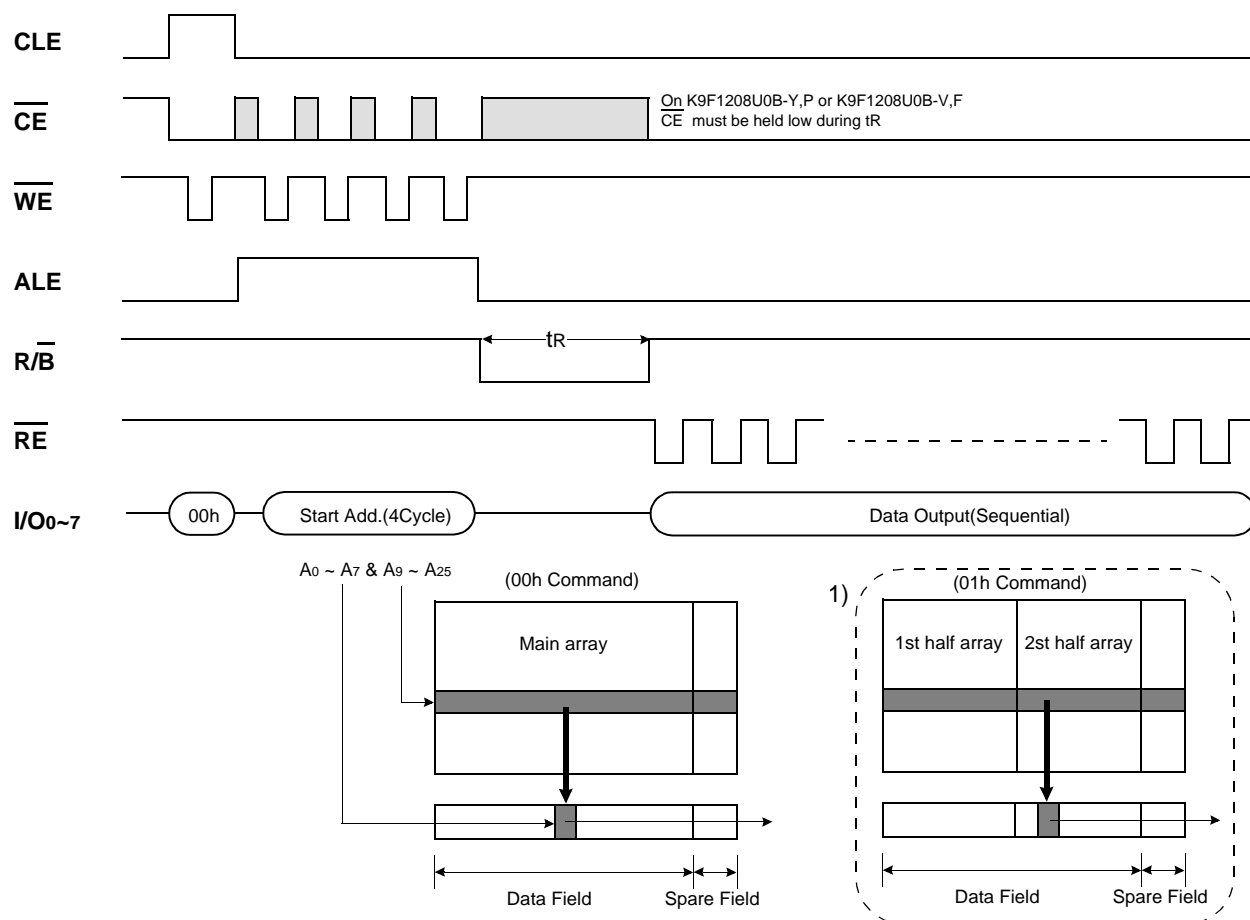 CLE
CE
On K9F1208U0B-Y,P or K9F1208U0B-V,F
CE must be held low during tR
WE
ALE
R/B
tR
RE
I/O0~7
00h
Start Add.(4Cycle)
Data Output(Sequential)
A0 ~ A7 & A9 ~ A25
(00h Command)
1)
(01h Command)
Main array
1st half array
2st half array
Data Field
Spare Field
Data Field
Spare Field